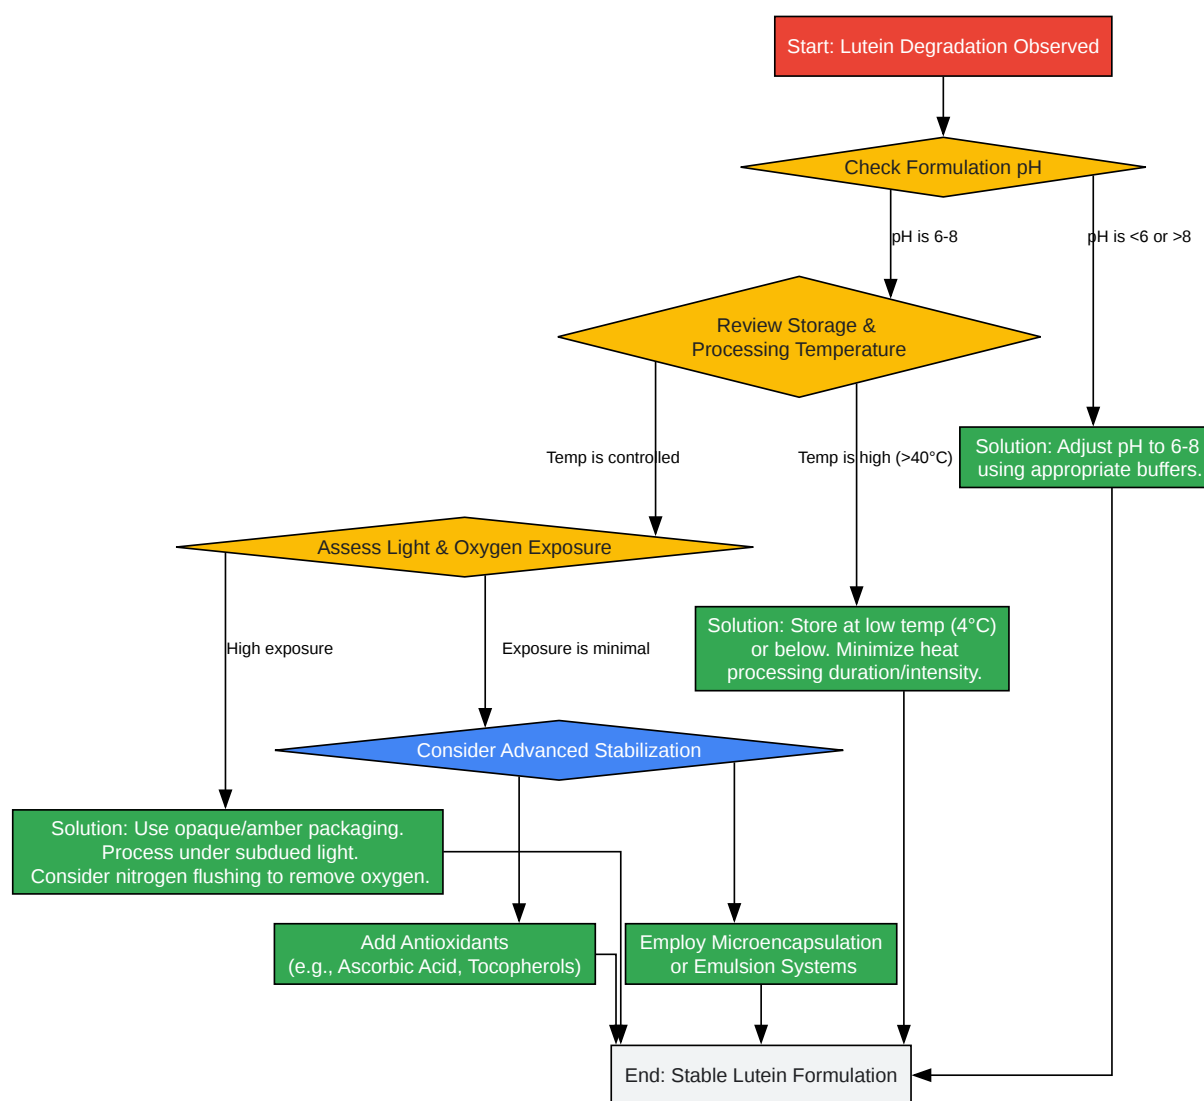 Start: Lutein Degradation Observed
Check Formulation pH
pH is 6-8
pH is <6 or >8
Review Storage &
Processing Temperature
Temp is controlled
Temp is high (>40°C)
Solution: Adjust pH to 6-8
using appropriate buffers.
Assess Light & Oxygen Exposure
High exposure
Exposure is minimal
Solution: Store at low temp (4°C)
or below. Minimize heat
processing duration/intensity.
Consider Advanced Stabilization
Solution: Use opaque/amber packaging.
Process under subdued light.
Consider nitrogen flushing to remove oxygen.
Add Antioxidants
(e.g., Ascorbic Acid, Tocopherols)
Employ Microencapsulation
or Emulsion Systems
End: Stable Lutein Formulation